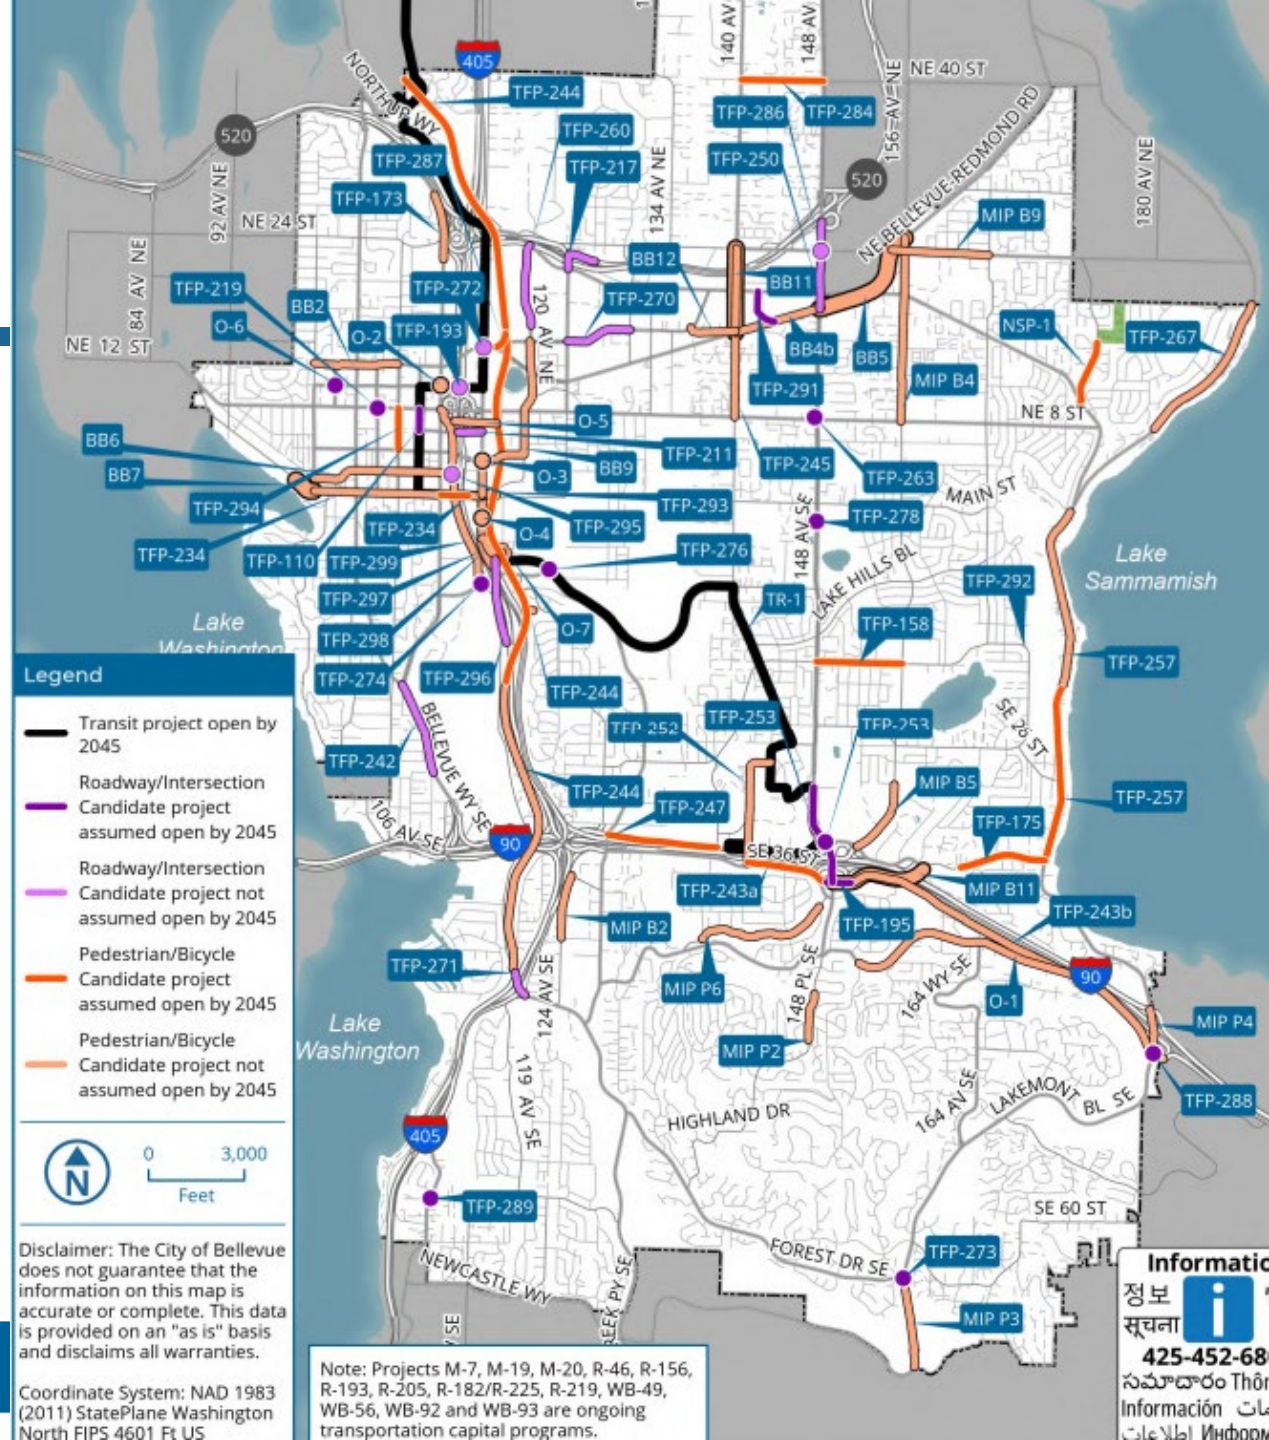 140 AV
148 AV
405
NE 40 ST
156 AV NE
NORTHUP WY
TFP-244
TFP-286
TFP-284
520
TFP-260
NE BELLEVUE-REDMOND RD
TFP-287
TFP-217
TFP-250
520
134 AV NE
180 AV NE
92 AV NE
TFP-173
NE 24 ST
MIP B9
84 AV NE
BB12
BB11
TFP-219
TFP-272
TFP-270
BB2
120 AV NE
O-6
O-2
TFP-193
NSP-1
TFP-267
NE 12 ST
BB4b
BB5
TFP-291
MIP B4
NE 8 ST
O-5
BB6
TFP-211
BB7
BB9
O-3
TFP-245
TFP-263
MAIN ST
TFP-294
TFP-293
TFP-234
O-4
TFP-295
TFP-278
148 AV SE
TFP-234
TFP-110
TFP-299
TFP-276
LAKE HILLS BL
Lake
Sammamish
TFP-292
TFP-297
TR-1
Lake
Washington
TFP-298
O-7
TFP-158
TFP-274
TFP-296
TFP-244
TFP-257
TFP-252
TFP-253
TFP-253
SE 26 ST
TFP-242
BELLEVUE WY SE
TFP-244
MIP B5
TFP-257
106 AV SE
TFP-247
TFP-175
90
SE 36 ST
TFP-243a
MIP B11
TFP-195
TFP-243b
MIP B2
TFP-271
124 AV SE
MIP P6
148 PL SE
164 WY SE
O-1
90
Lake
Washington
MIP P2
MIP P4
119 AV SE
HIGHLAND DR
164 AV SE
LAKEMONT BL SE
TFP-288
405
TFP-289
SE 60 ST
NEWCASTLE WY
FOREST DR SE
TFP-273
MIP P3
REEK PY SE
SE
Legend
Transit project open by
2045
Roadway/Intersection
Candidate project
assumed open by 2045
Roadway/Intersection
Candidate project not
assumed open by 2045
Pedestrian/Bicycle
Candidate project
assumed open by 2045
Pedestrian/Bicycle
Candidate project not
assumed open by 2045
N
0 3,000
Feet
Disclaimer: The City of Bellevue
does not guarantee that the
information on this map is
accurate or complete. This data
is provided on an "as is" basis
and disclaims all warranties.
Coordinate System: NAD 1983
(2011) StatePlane Washington
North FIPS 4601 Ft US
Note: Projects M-7, M-19, M-20, R-46, R-156,
R-193, R-205, R-182/R-225, R-219, WB-49,
WB-56, WB-92 and WB-93 are ongoing
transportation capital programs.
Informatio
정보
सूचना
i
425-452-68
సమాచారం Thôn
Información
اطلاعات Информ